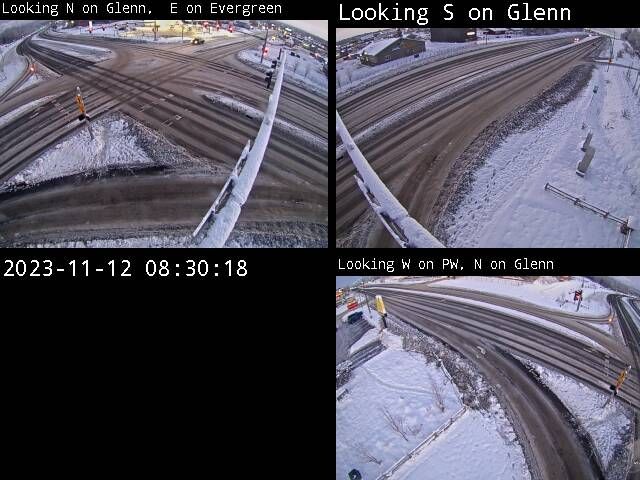 Looking N on Glenn,  E on Evergreen
Looking S on Glenn
2023-11-12 08:30:18
Looking W on PW, N on Glenn